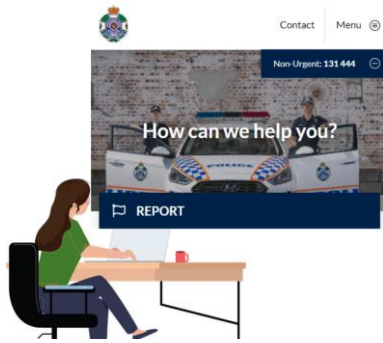 Contact Menu
Non-Urgent: 131 444
How can we help you?
POLICE
REPORT